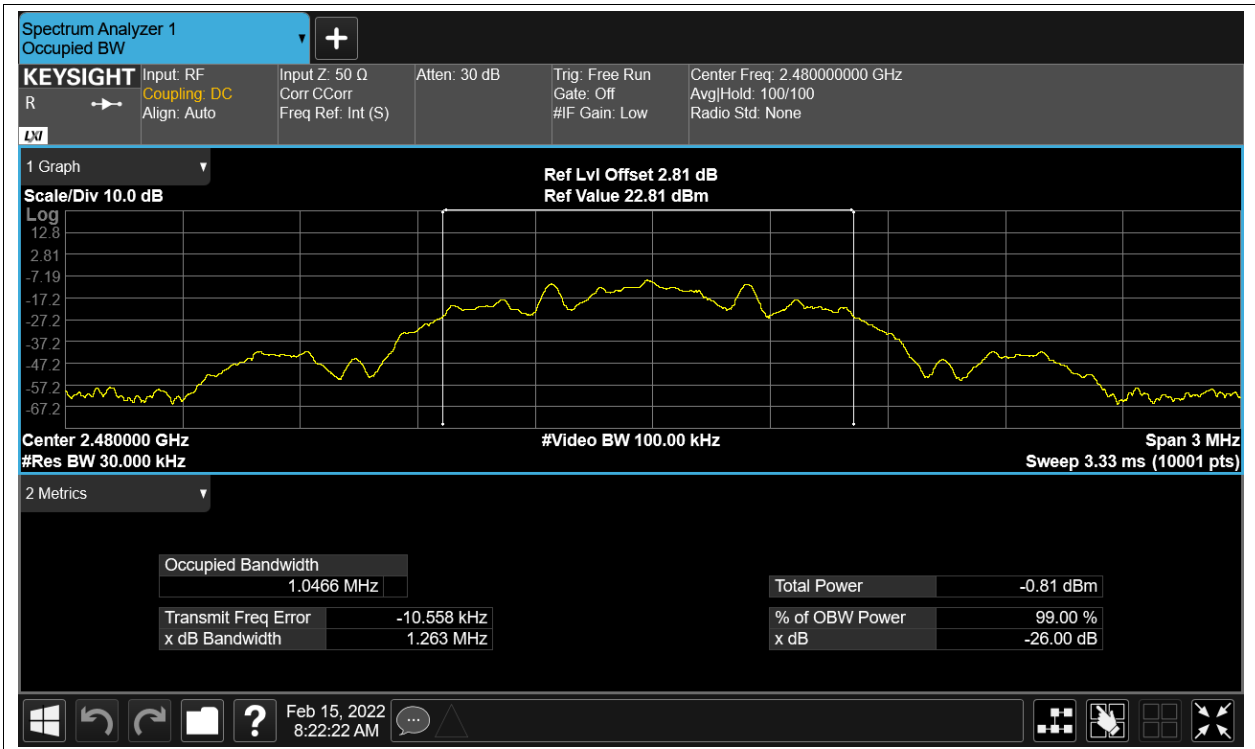 Spectrum Analyzer 1
Occupied BW
KEYSIGHT
R
LXI
Input: RF
Coupling: DC
Align: Auto
Input Z: 50 Ω
Corr CCorr
Freq Ref: Int (S)
Atten: 30 dB
Trig: Free Run
Gate: Off
#IF Gain: Low
Center Freq: 2.480000000 GHz
Avg|Hold: 100/100
Radio Std: None
1 Graph
Scale/Div 10.0 dB
Ref Lvl Offset 2.81 dB
Ref Value 22.81 dBm
Log
12.8
2.81
-7.19
-17.2
-27.2
-37.2
-47.2
-57.2
-67.2
Center 2.480000 GHz
#Res BW 30.000 kHz
#Video BW 100.00 kHz
Span 3 MHz
Sweep 3.33 ms (10001 pts)
2 Metrics
Occupied Bandwidth
1.0466 MHz
Transmit Freq Error -10.558 kHz
x dB Bandwidth 1.263 MHz
Total Power -0.81 dBm
% of OBW Power 99.00 %
x dB -26.00 dB
Feb 15, 2022
8:22:22 AM